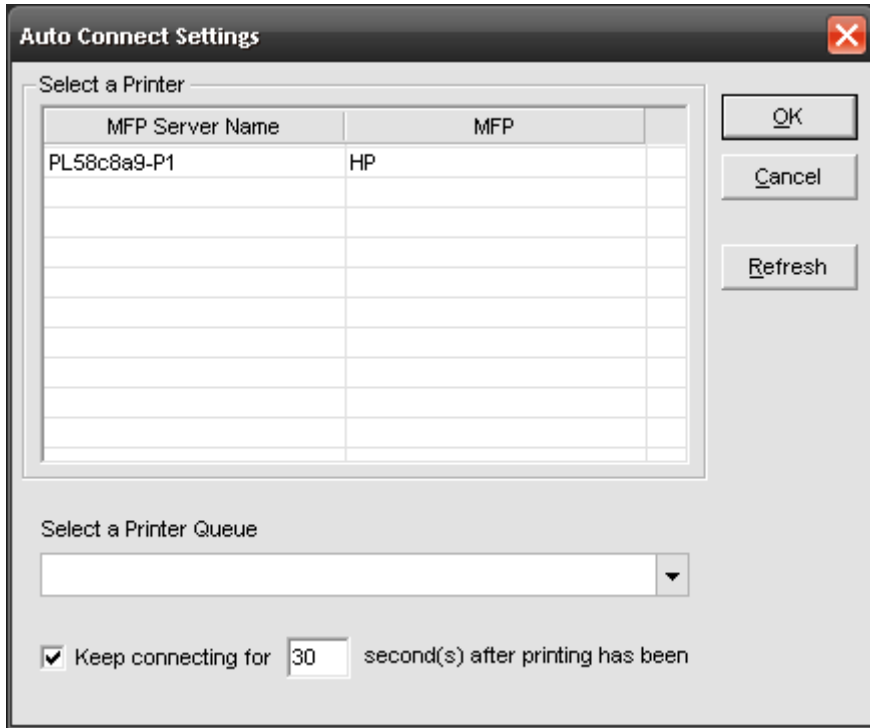 Auto Connect Settings
Select a Printer
MFP Server Name MFP
PL58c8a9-P1 HP
OK
Cancel
Refresh
Select a Printer Queue
Keep connecting for 30 second(s) after printing has been